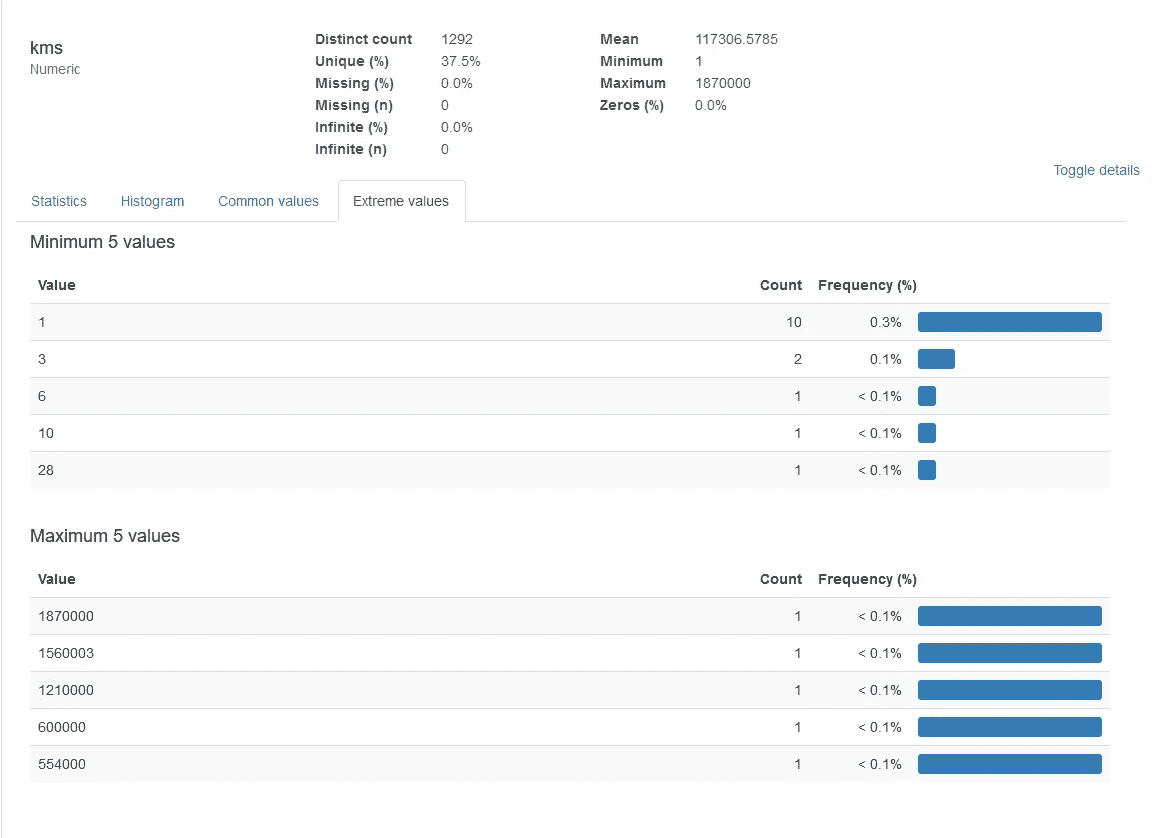 kms
Numeric
Distinct count 1292
Unique (%) 37.5%
Missing (%) 0.0%
Missing (n) 0
Infinite (%) 0.0%
Infinite (n) 0
Mean 117306.5785
Minimum 1
Maximum 1870000
Zeros (%) 0.0%
Toggle details
Statistics Histogram Common values Extreme values
Minimum 5 values
Value Count Frequency (%)
1 10 0.3%
3 2 0.1%
6 1 < 0.1%
10 1 < 0.1%
28 1 < 0.1%
Maximum 5 values
Value Count Frequency (%)
1870000 1 < 0.1%
1560003 1 < 0.1%
1210000 1 < 0.1%
600000 1 < 0.1%
554000 1 < 0.1%